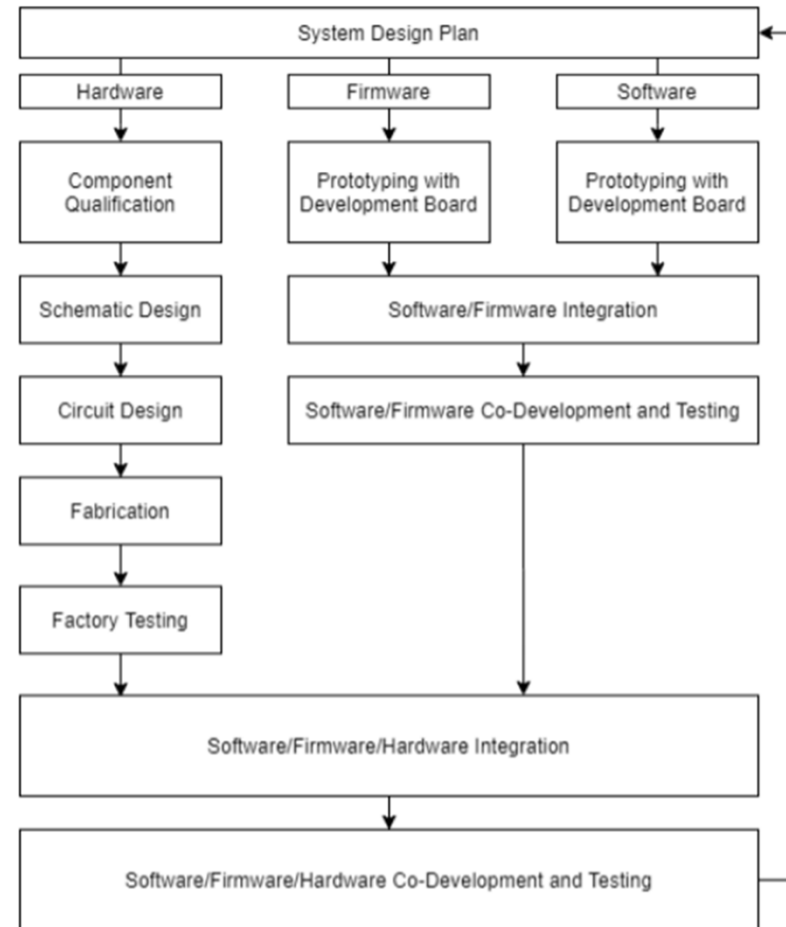 System Design Plan
Hardware
Firmware
Software
Component
Qualification
Prototyping with
Development Board
Prototyping with
Development Board
Schematic Design
Software/Firmware Integration
Circuit Design
Software/Firmware Co-Development and Testing
Fabrication
Factory Testing
Software/Firmware/Hardware Integration
Software/Firmware/Hardware Co-Development and Testing